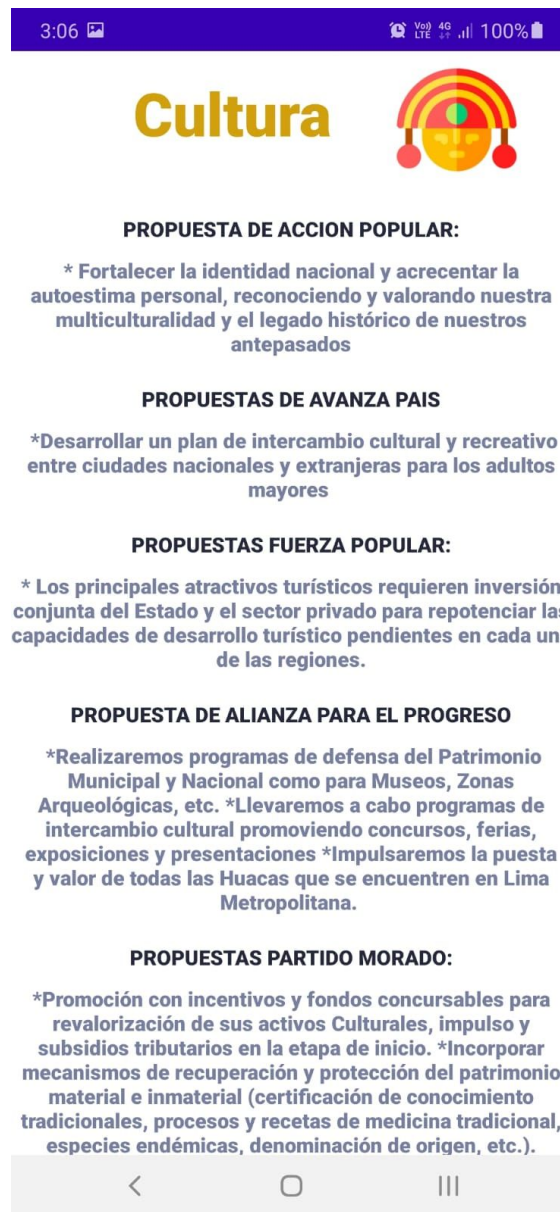 3:06
Vo)) 4G
LTE
100%
Cultura
PROPUESTA DE ACCION POPULAR:
* Fortalecer la identidad nacional y acrecentar la
autoestima personal, reconociendo y valorando nuestra
multiculturalidad y el legado histórico de nuestros
antepasados
PROPUESTAS DE AVANZA PAIS
*Desarrollar un plan de intercambio cultural y recreativo
entre ciudades nacionales y extranjeras para los adultos
mayores
PROPUESTAS FUERZA POPULAR:
* Los principales atractivos turísticos requieren inversión
conjunta del Estado y el sector privado para repotenciar las
capacidades de desarrollo turístico pendientes en cada un
de las regiones.
PROPUESTA DE ALIANZA PARA EL PROGRESO
*Realizaremos programas de defensa del Patrimonio
Municipal y Nacional como para Museos, Zonas
Arqueológicas, etc. *Llevaremos a cabo programas de
intercambio cultural promoviendo concursos, ferias,
exposiciones y presentaciones *Impulsaremos la puesta
y valor de todas las Huacas que se encuentren en Lima
Metropolitana.
PROPUESTAS PARTIDO MORADO:
*Promoción con incentivos y fondos concursables para
revalorización de sus activos Culturales, impulso y
subsidios tributarios en la etapa de inicio. *Incorporar
mecanismos de recuperación y protección del patrimonio
material e inmaterial (certificación de conocimiento
tradicionales, procesos y recetas de medicina tradicional,
especies endémicas, denominación de origen, etc.).